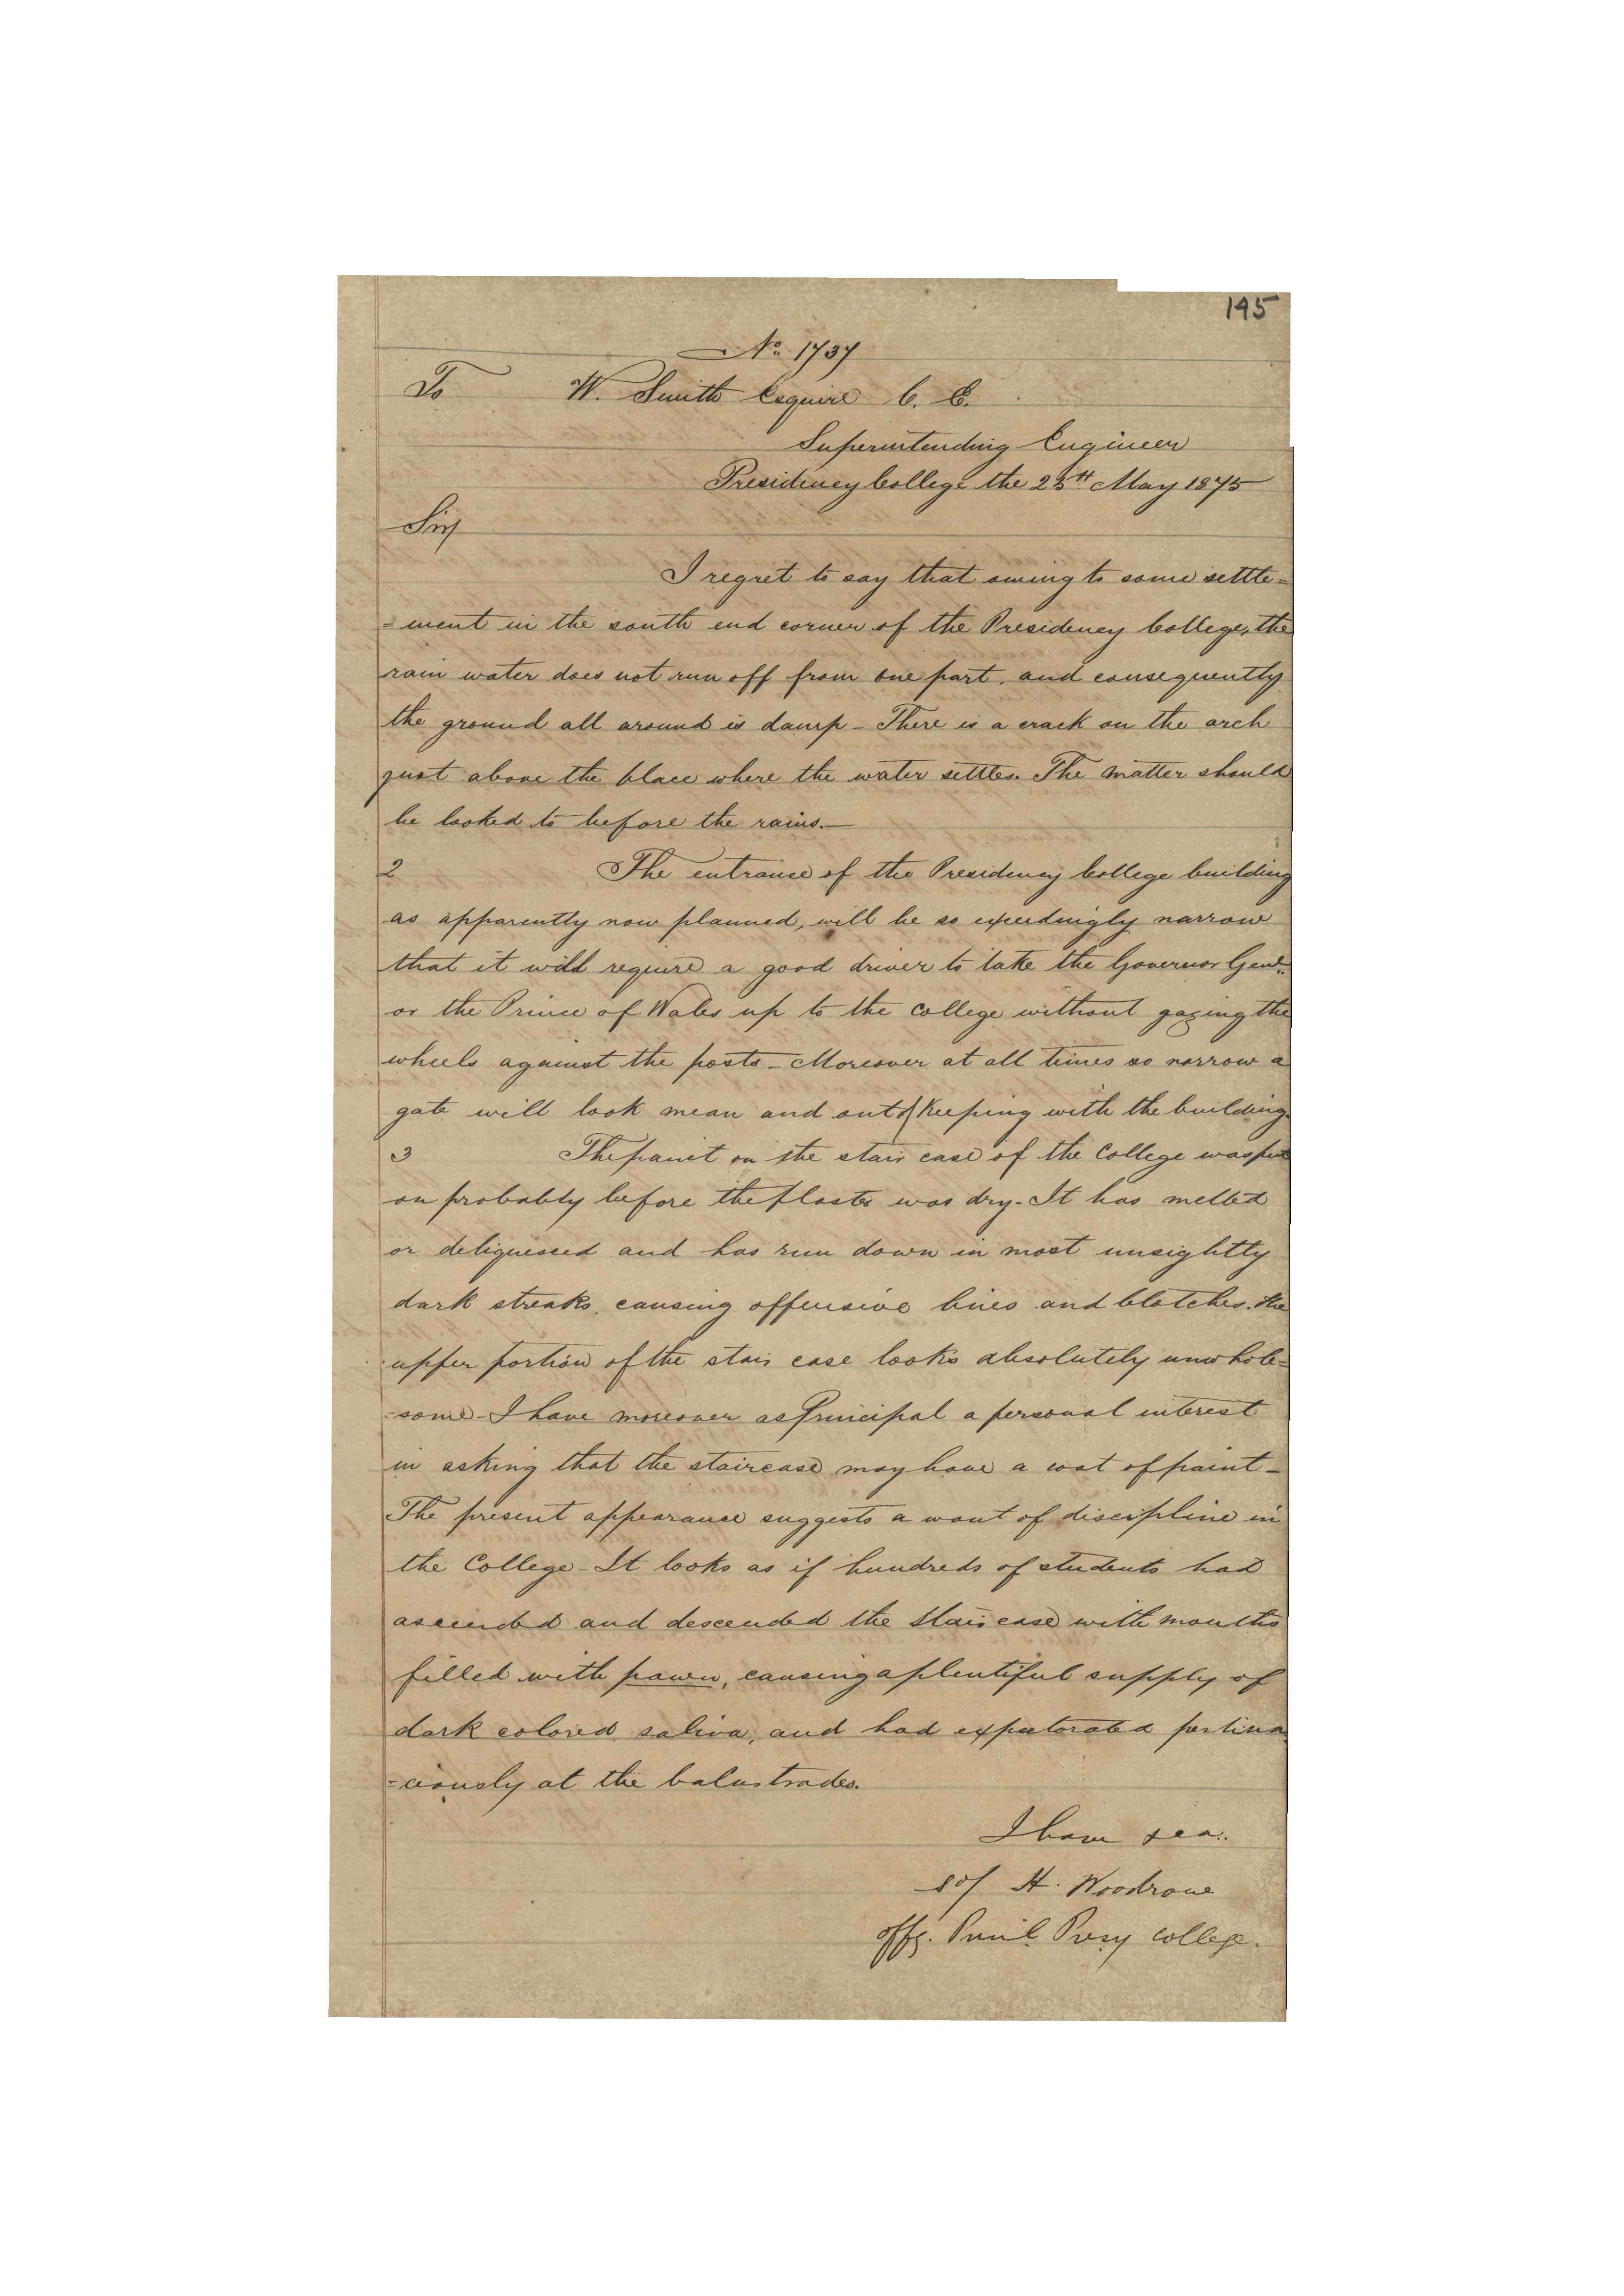 195
No. 1737
To W. Smith Esquire C. E.
Superintending Engineer
Presidency College the 25th May 1875
Sir
I regret to say that owing to some settle=
=ment in the south end corner of the Presidency College, the
rain water does not run off from one part, and consequently
the ground all around is damp - There is a crack on the arch
just above the place where the water settles. The matter should
be looked to before the rains.-
2 The entrance of the Presidency College building
as apparently now planned, will be so exceedingly narrow
that it will require a good driver to take the Governor Genl.
or the Prince of Wales up to the College without gazing the
wheels against the posts - Moreover at all times so narrow a
gate will look mean and out of keeping with the building.
3 The paint on the stair case of the College was put
on probably before the plaster was dry - It has melted
or deliquesced and has run down in most unsightly
dark streaks, causing offensive lines and blotches. The
upper portion of the stair case looks absolutely unwhole=
=some - I have moreover as Principal a personal interest
in asking that the staircase may have a coat of paint -
The present appearance suggests a want of discipline in
the College - It looks as if hundreds of students had
ascended and descended the stair case with mouths
filled with pawn, causing a plentiful supply of
dark colored saliva, and had expectorated pertina
=ciously at the balustrades.
I have &ca.
Sd/ H. Woodrow
Offg. Princl. Presy College.